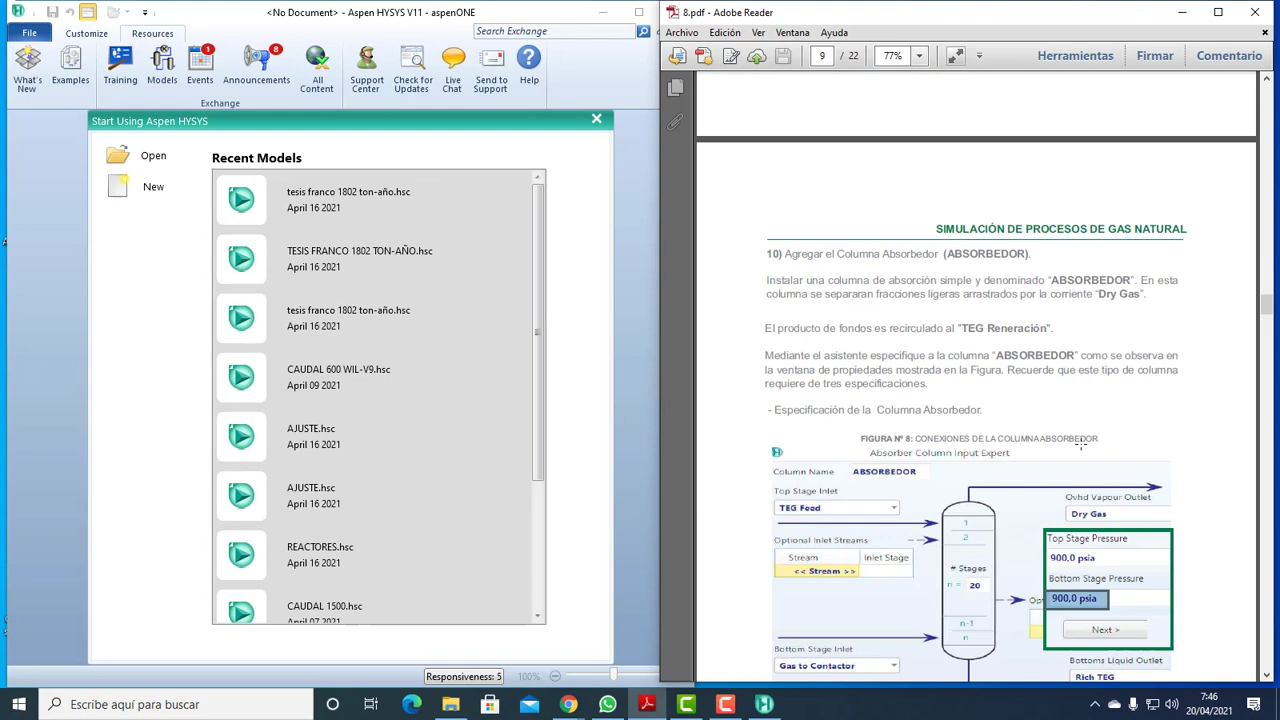 <No Document> - Aspen HYSYS V11 - aspenONE
File
Customize
Resources
Search Exchange
What's
New
Examples
Training
Models
1
Events
8
Announcements
All
Content
Support
Center
Check for
Updates
Live
Chat
Send to
Support
Help
Exchange
Start Using Aspen HYSYS
Open
New
Recent Models
tesis franco 1802 ton-año.hsc
April 16 2021
TESIS FRANCO 1802 TON-AÑO.hsc
April 16 2021
tesis franco 1802 ton-año.hsc
April 16 2021
CAUDAL 600 WIL-V9.hsc
April 09 2021
AJUSTE.hsc
April 16 2021
AJUSTE.hsc
April 16 2021
REACTORES.hsc
April 16 2021
CAUDAL 1500.hsc
April 07 2021
Responsiveness: 5
100%
8.pdf - Adobe Reader
Archivo Edición Ver Ventana Ayuda
9 / 22
77%
Herramientas
Firmar
Comentario
SIMULACIÓN DE PROCESOS DE GAS NATURAL
10) Agregar el Columna Absorbedor (ABSORBEDOR).
Instalar una columna de absorción simple y denominado “ABSORBEDOR”. En esta
columna se separaran fracciones ligeras arrastrados por la corriente “Dry Gas”.
El producto de fondos es recirculado al "TEG Reneración".
Mediante el asistente especifique a la columna “ABSORBEDOR” como se observa en
la ventana de propiedades mostrada en la Figura. Recuerde que este tipo de columna
requiere de tres especificaciones.
- Especificación de la Columna Absorbedor.
FIGURA Nº 8: CONEXIONES DE LA COLUMNA ABSORBEDOR
Absorber Column Input Expert
Column Name ABSORBEDOR
Top Stage Inlet
TEG Feed
Optional Inlet Streams
Stream Inlet Stage
<< Stream >>
Bottom Stage Inlet
Gas to Contactor
1
2
# Stages
n = 20
n-1
n
Ovhd Vapour Outlet
Dry Gas
Top Stage Pressure
900,0 psia
Bottom Stage Pressure
900,0 psia
Next >
Bottoms Liquid Outlet
Rich TEG
Escribe aquí para buscar
7:46
20/04/2021